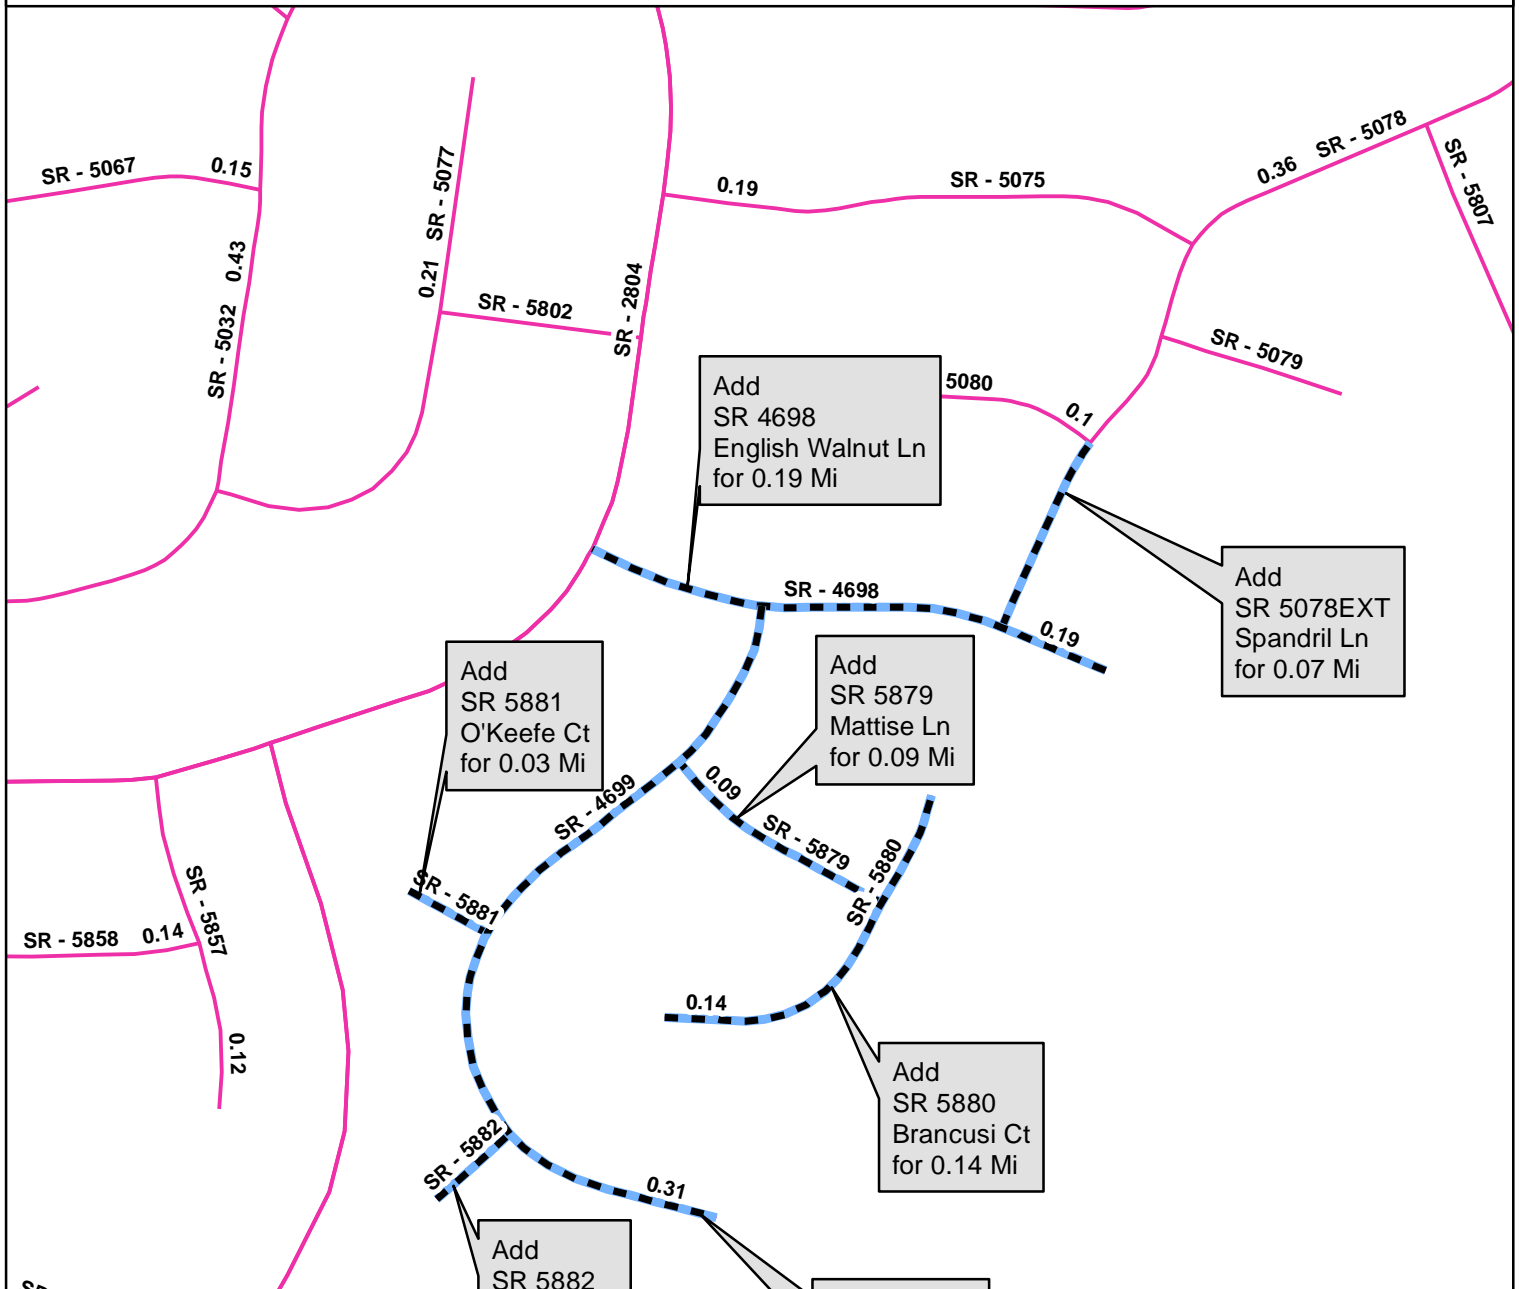 SR - 5067
0.15
SR - 5077
0.21
SR - 5032
0.43
SR - 5802
SR - 2804
0.19
SR - 5075
0.36
SR - 5078
SR - 5807
SR - 5079
5080
0.1
Add
SR 4698
English Walnut Ln
for 0.19 Mi
SR - 4698
0.19
Add
SR 5078EXT
Spandril Ln
for 0.07 Mi
Add
SR 5881
O'Keefe Ct
for 0.03 Mi
Add
SR 5879
Mattise Ln
for 0.09 Mi
SR - 4699
0.09
SR - 5879
SR - 5880
SR - 5881
SR - 5857
SR - 5858
0.14
0.12
0.14
Add
SR 5880
Brancusi Ct
for 0.14 Mi
SR - 5882
0.31
Add
SR 5882